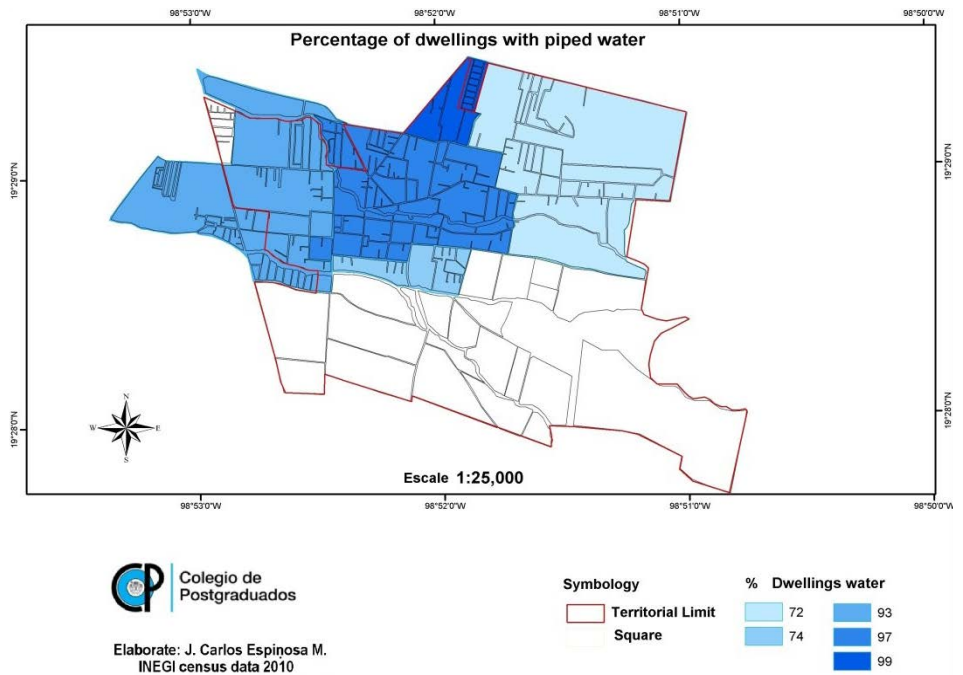 98°53'0"W 98°52'0"W 98°51'0"W 98°50'0"W
Percentage of dwellings with piped water
19°29'0"N 19°29'0"N
19°28'0"N 19°28'0"N
N
W E
S
Escale 1:25,000
98°53'0"W 98°52'0"W 98°51'0"W 98°50'0"W
CP Colegio de
Postgraduados
Elaborate: J. Carlos Espinosa M.
INEGI census data 2010
Symbology
Territorial Limit
Square
% Dwellings water
72 93
74 97
99